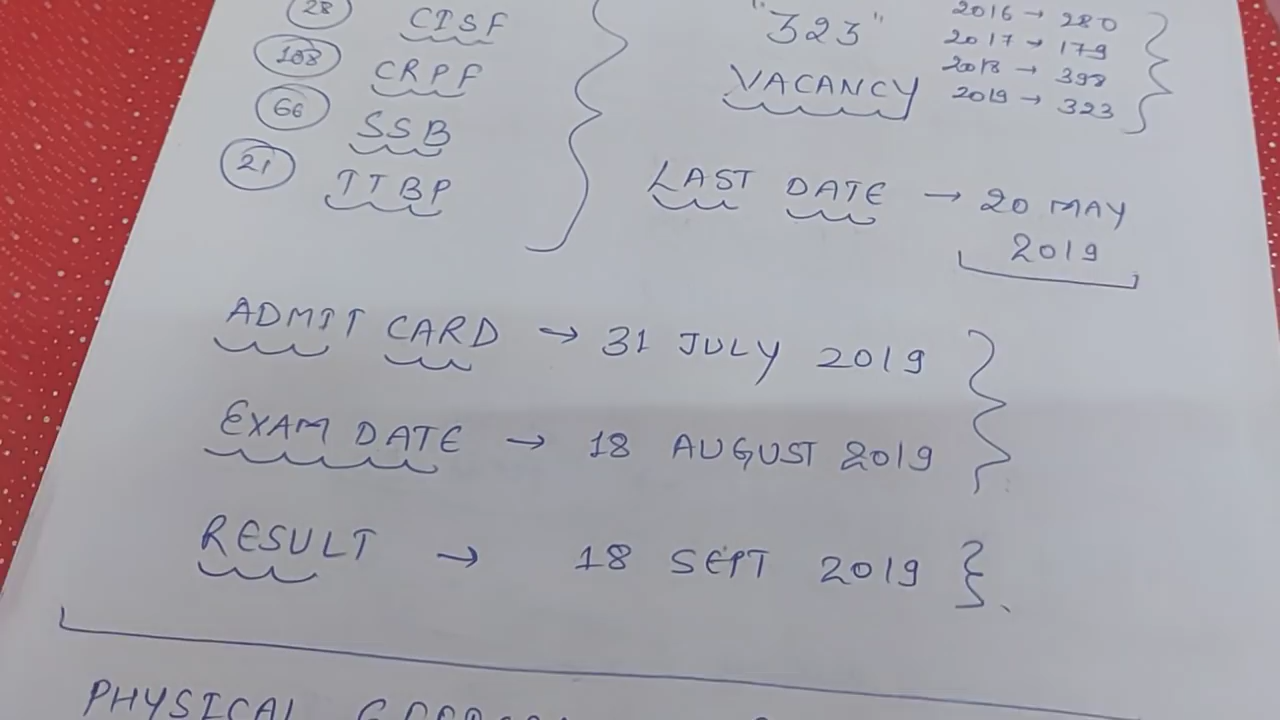 28 CISF
108 CRPF
66 SSB
21 ITBP
"323"
VACANCY
2016 → 280
2017 → 179
2018 → 398
2019 → 323
LAST DATE → 20 MAY
2019
ADMIT CARD → 31 JULY 2019
EXAM DATE → 18 AUGUST 2019
RESULT → 18 SEPT 2019
PHYSICAL